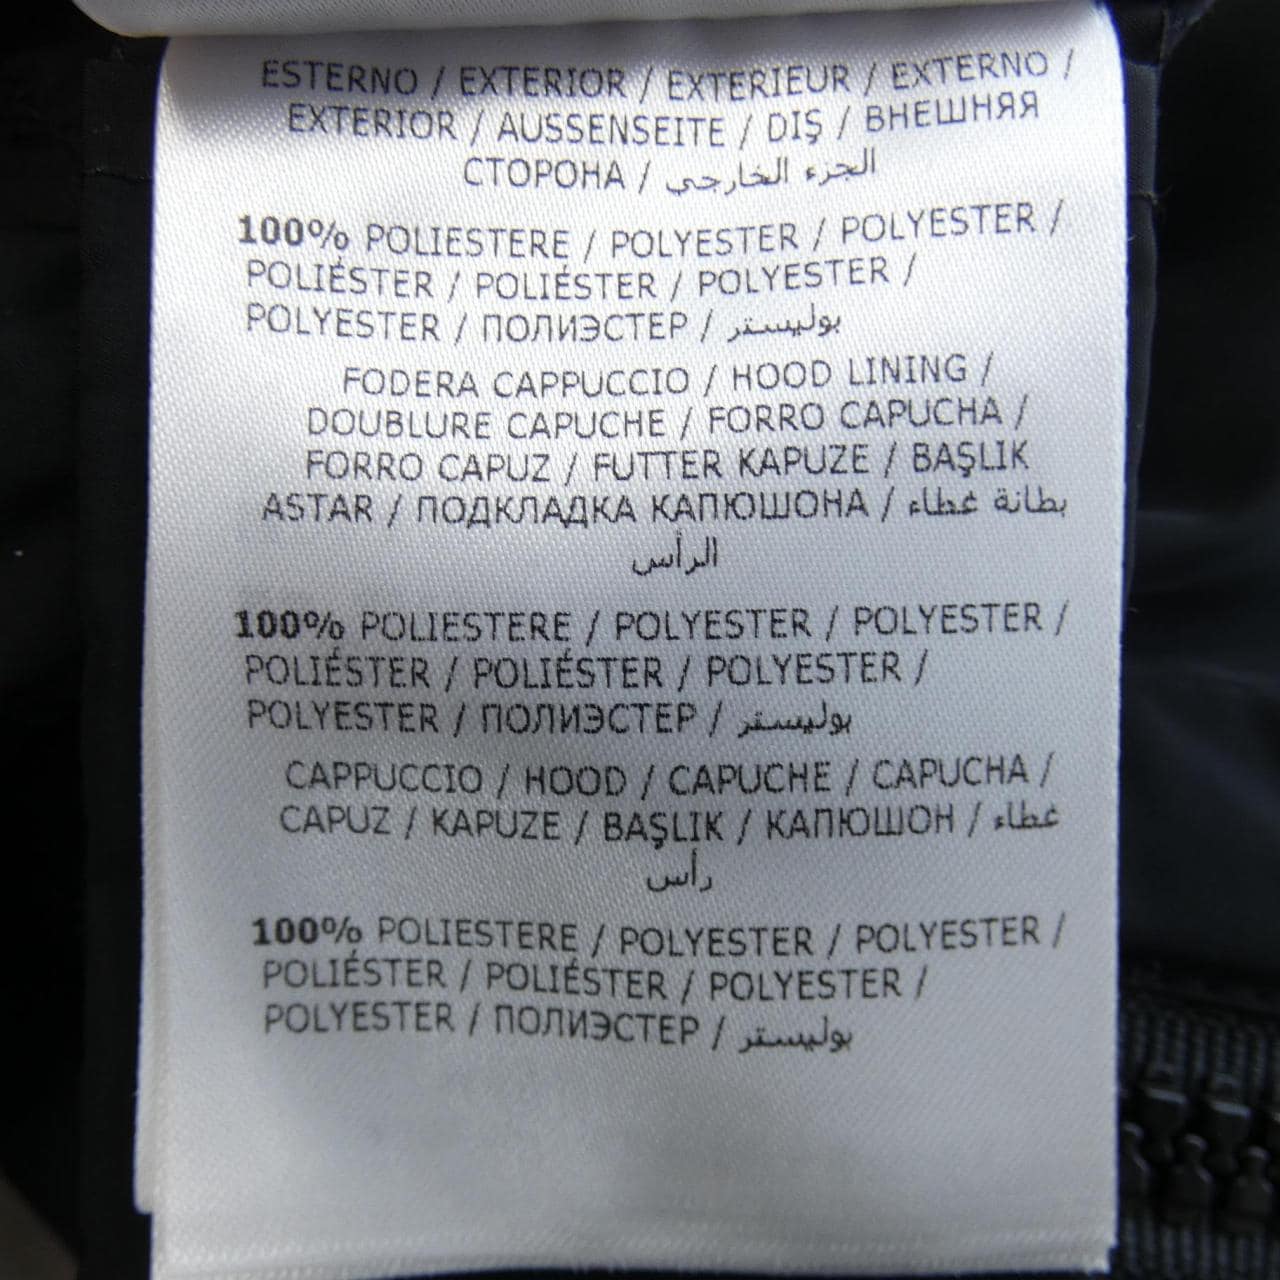 ESTERNO / EXTERIOR / EXTERIEUR / EXTERNO /
EXTERIOR / AUSSENSEITE / DIŞ / ВНЕШНЯЯ
СТОРОНА / الجزء الخارجي
100% POLIESTERE / POLYESTER / POLYESTER /
POLIÉSTER / POLIÉSTER / POLYESTER /
POLYESTER / ПОЛИЭСТЕР / بوليستر
FODERA CAPPUCCIO / HOOD LINING /
DOUBLURE CAPUCHE / FORRO CAPUCHA /
FORRO CAPUZ / FUTTER KAPUZE / BAŞLIK
ASTAR / ПОДКЛАДКА КАПЮШОНА / بطانة غطاء
الرأس
100% POLIESTERE / POLYESTER / POLYESTER /
POLIÉSTER / POLIÉSTER / POLYESTER /
POLYESTER / ПОЛИЭСТЕР / بوليستر
CAPPUCCIO / HOOD / CAPUCHE / CAPUCHA /
CAPUZ / KAPUZE / BAŞLIK / КАПЮШОН / غطاء
رأس
100% POLIESTERE / POLYESTER / POLYESTER /
POLIÉSTER / POLIÉSTER / POLYESTER /
POLYESTER / ПОЛИЭСТЕР / بوليستر